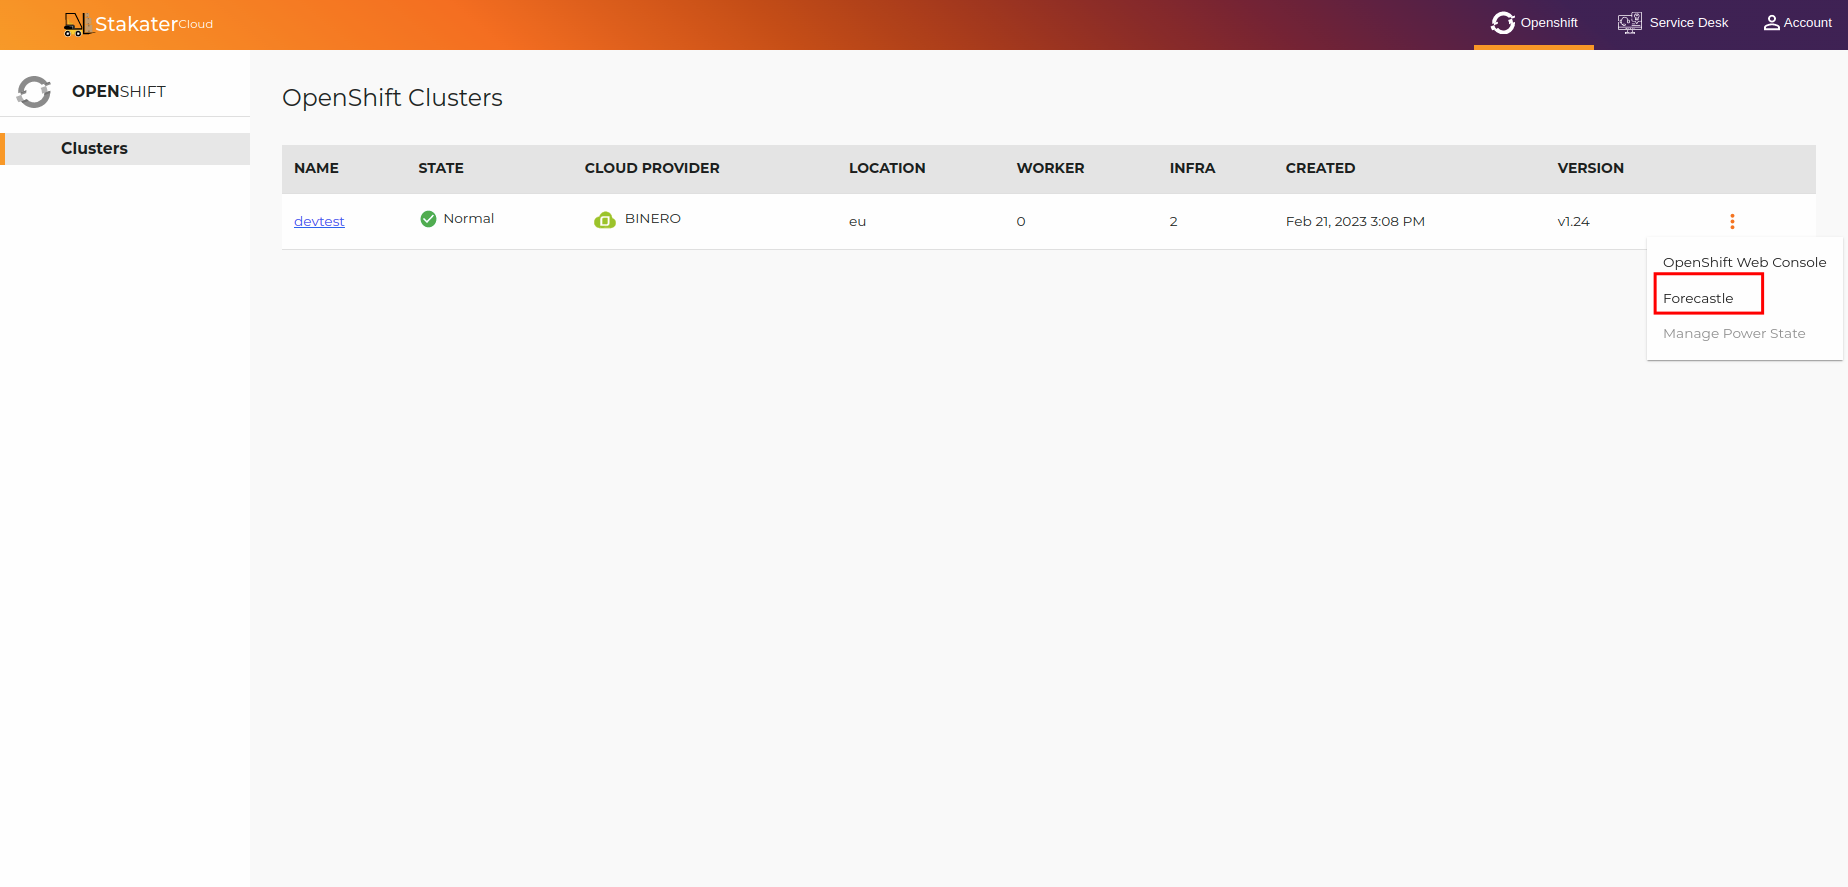 StakaterCloud
Openshift
Service Desk
Account
OPENSHIFT
Clusters
OpenShift Clusters
NAME STATE CLOUD PROVIDER LOCATION WORKER INFRA CREATED VERSION
devtest Normal BINERO eu 0 2 Feb 21, 2023 3:08 PM v1.24
OpenShift Web Console
Forecastle
Manage Power State